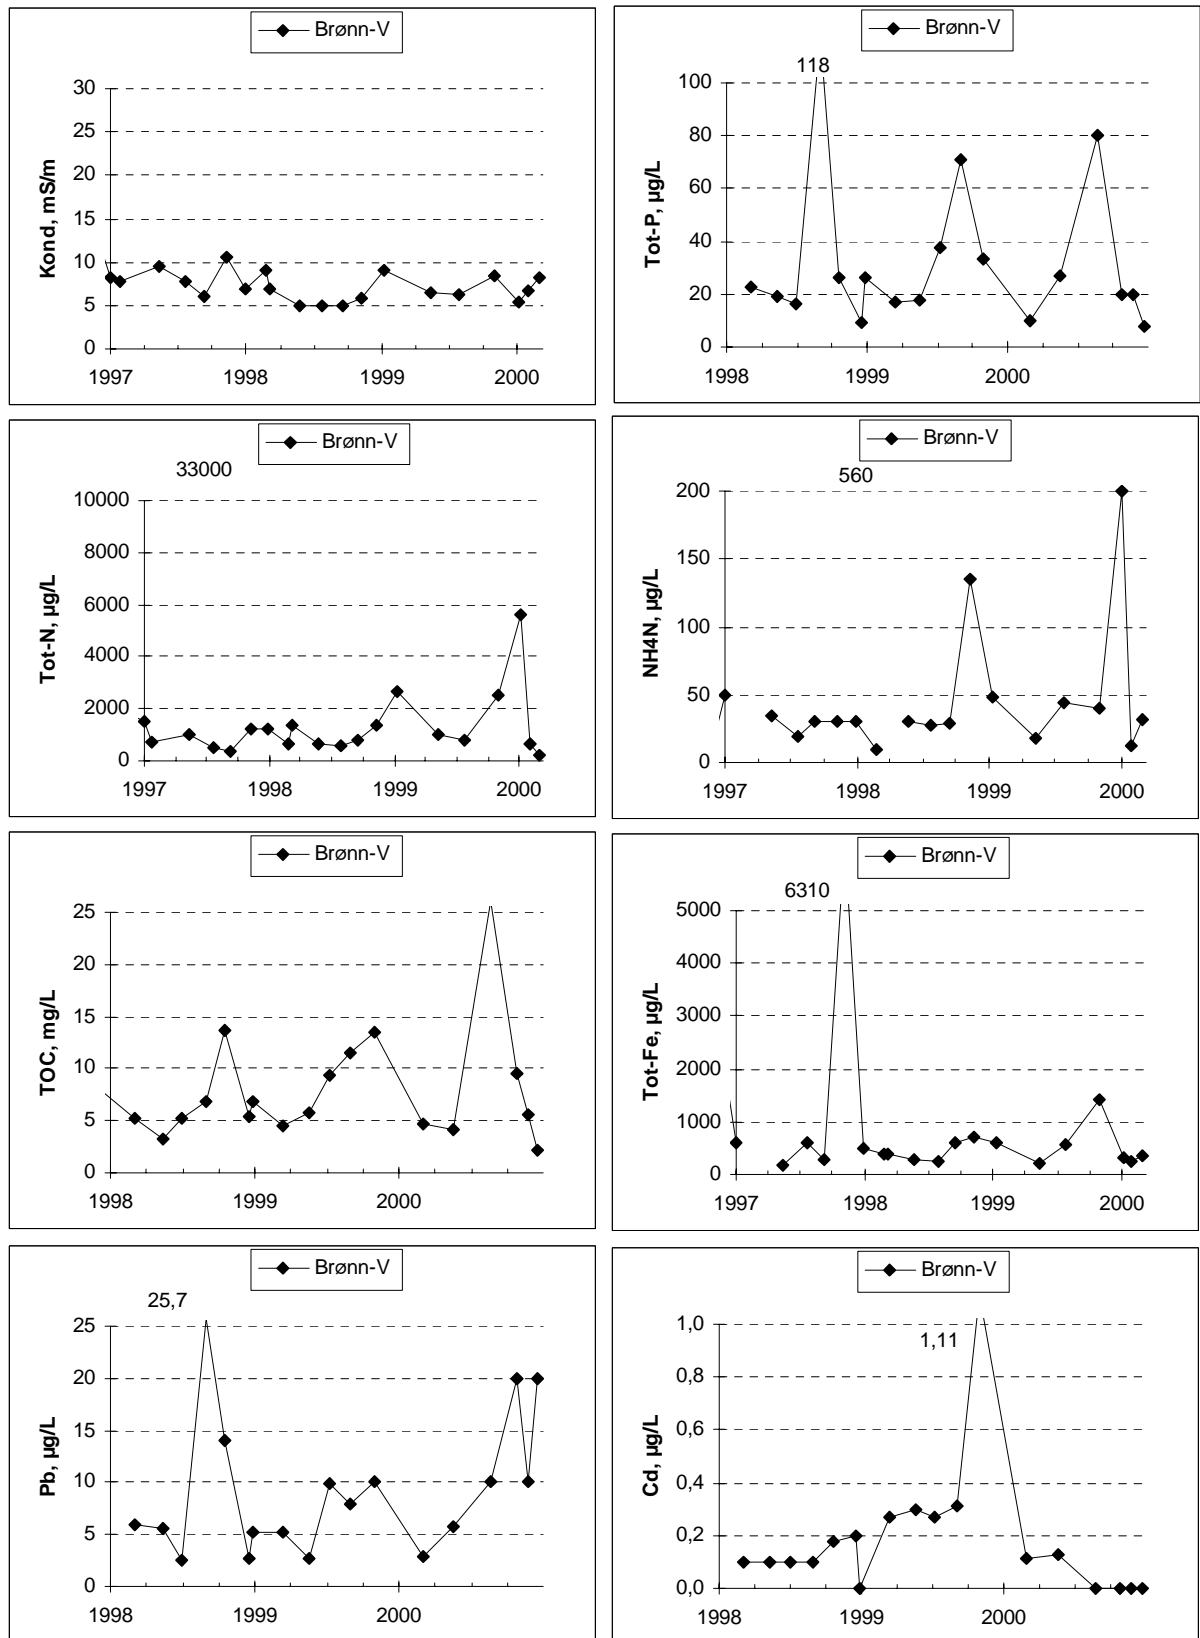 Brønn-V
Kond, mS/m
30
25
20
15
10
5
0
1997 1998 1999 2000
Brønn-V
118
Tot-P, µg/L
100
80
60
40
20
0
1998 1999 2000
Brønn-V
33000
Tot-N, µg/L
10000
8000
6000
4000
2000
0
1997 1998 1999 2000
Brønn-V
560
NH4N, µg/L
200
150
100
50
0
1997 1998 1999 2000
Brønn-V
TOC, mg/L
25
20
15
10
5
0
1998 1999 2000
Brønn-V
6310
Tot-Fe, µg/L
5000
4000
3000
2000
1000
0
1997 1998 1999 2000
Brønn-V
25,7
Pb, µg/L
25
20
15
10
5
0
1998 1999 2000
Brønn-V
1,11
Cd, µg/L
1,0
0,8
0,6
0,4
0,2
0,0
1998 1999 2000